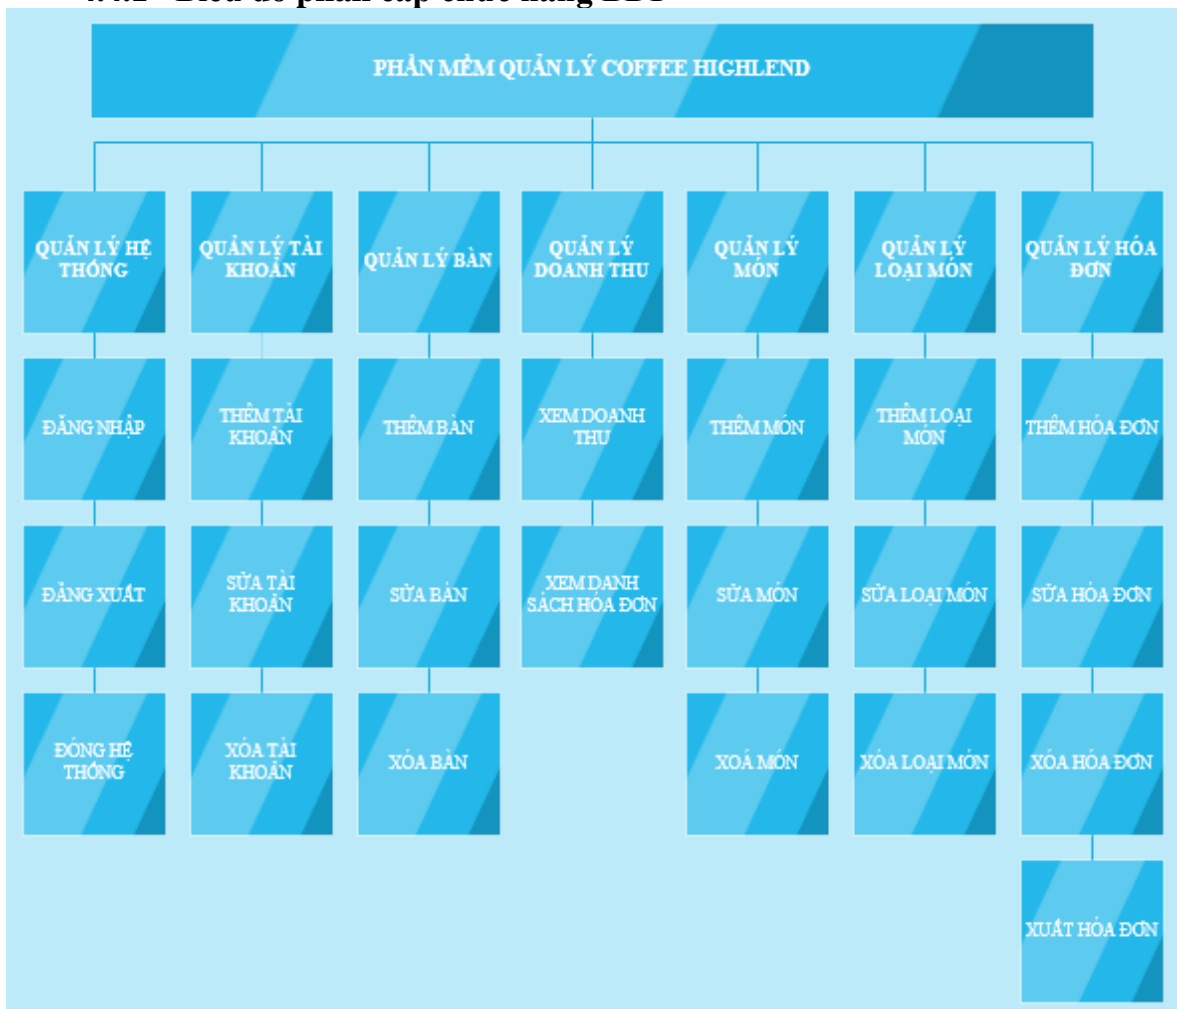 PHẦN MỀM QUẢN LÝ COFFEE HIGHLEND
QUẢN LÝ HỆ
THỐNG
QUẢN LÝ TÀI
KHOẢN
QUẢN LÝ BÀN
QUẢN LÝ
DOANH THU
QUẢN LÝ
MÓN
QUẢN LÝ
LOẠI MÓN
QUẢN LÝ HÓA
ĐƠN
ĐĂNG NHẬP
THÊM TÀI
KHOẢN
THÊM BÀN
XEM DOANH
THU
THÊM MÓN
THÊM LOẠI
MÓN
THÊM HÓA ĐƠN
ĐĂNG XUẤT
SỬA TÀI
KHOẢN
SỬA BÀN
XEM DANH
SÁCH HÓA ĐƠN
SỬA MÓN
SỬA LOẠI MÓN
SỬA HÓA ĐƠN
ĐÓNG HỆ
THỐNG
XÓA TÀI
KHOẢN
XÓA BÀN
XOÁ MÓN
XÓA LOẠI MÓN
XÓA HÓA ĐƠN
XUẤT HÓA ĐƠN